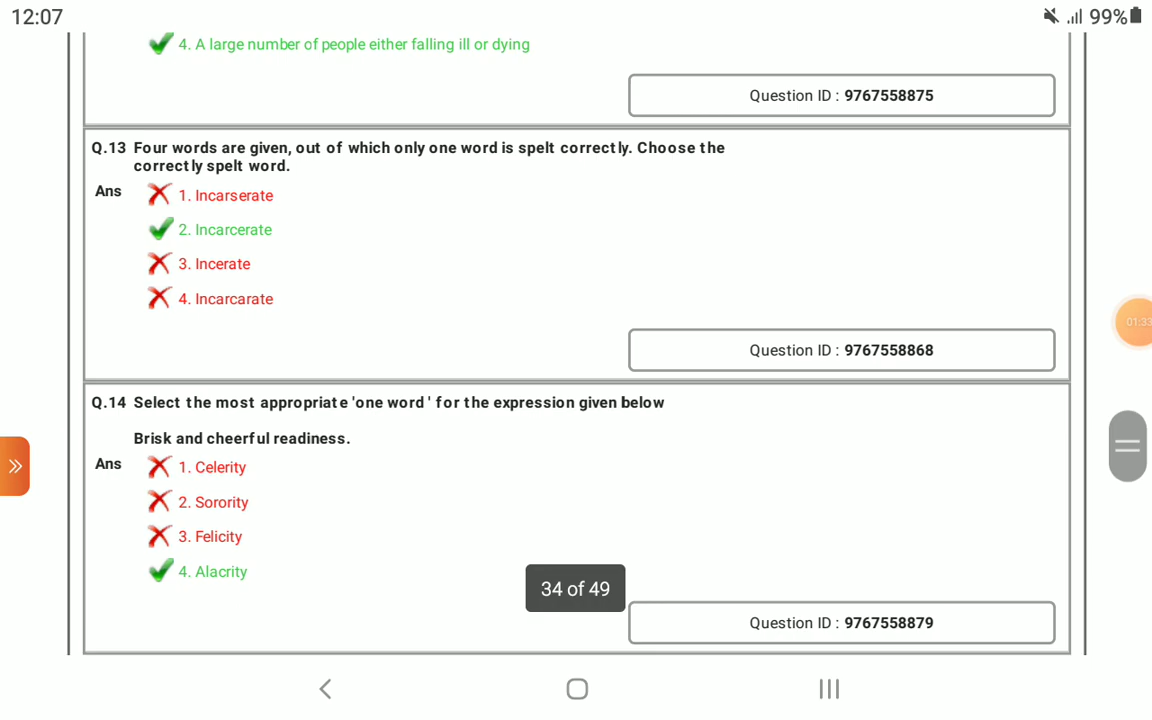 12:07 99%
4. A large number of people either falling ill or dying
Question ID : 9767558875
Q.13 Four words are given, out of which only one word is spelt correctly. Choose the
correctly spelt word.
Ans 1. Incarserate
2. Incarcerate
3. Incerate
4. Incarcarate
01:33
Question ID : 9767558868
Q.14 Select the most appropriate 'one word' for the expression given below
Brisk and cheerful readiness.
Ans 1. Celerity
2. Sorority
3. Felicity
4. Alacrity
34 of 49
Question ID : 9767558879